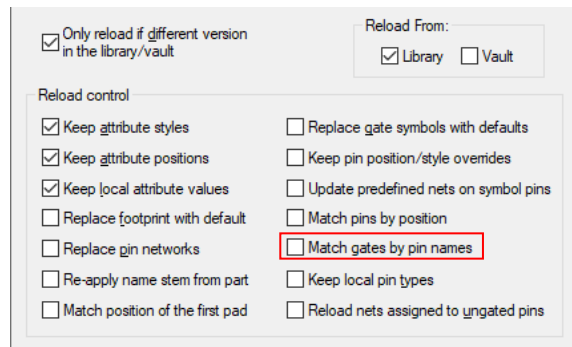 Only reload if different version
in the library/vault
Reload From:
Library
Vault
Reload control
Keep attribute styles
Keep attribute positions
Keep local attribute values
Replace footprint with default
Replace pin networks
Re-apply name stem from part
Match position of the first pad
Replace gate symbols with defaults
Keep pin position/style overrides
Update predefined nets on symbol pins
Match pins by position
Match gates by pin names
Keep local pin types
Reload nets assigned to ungated pins